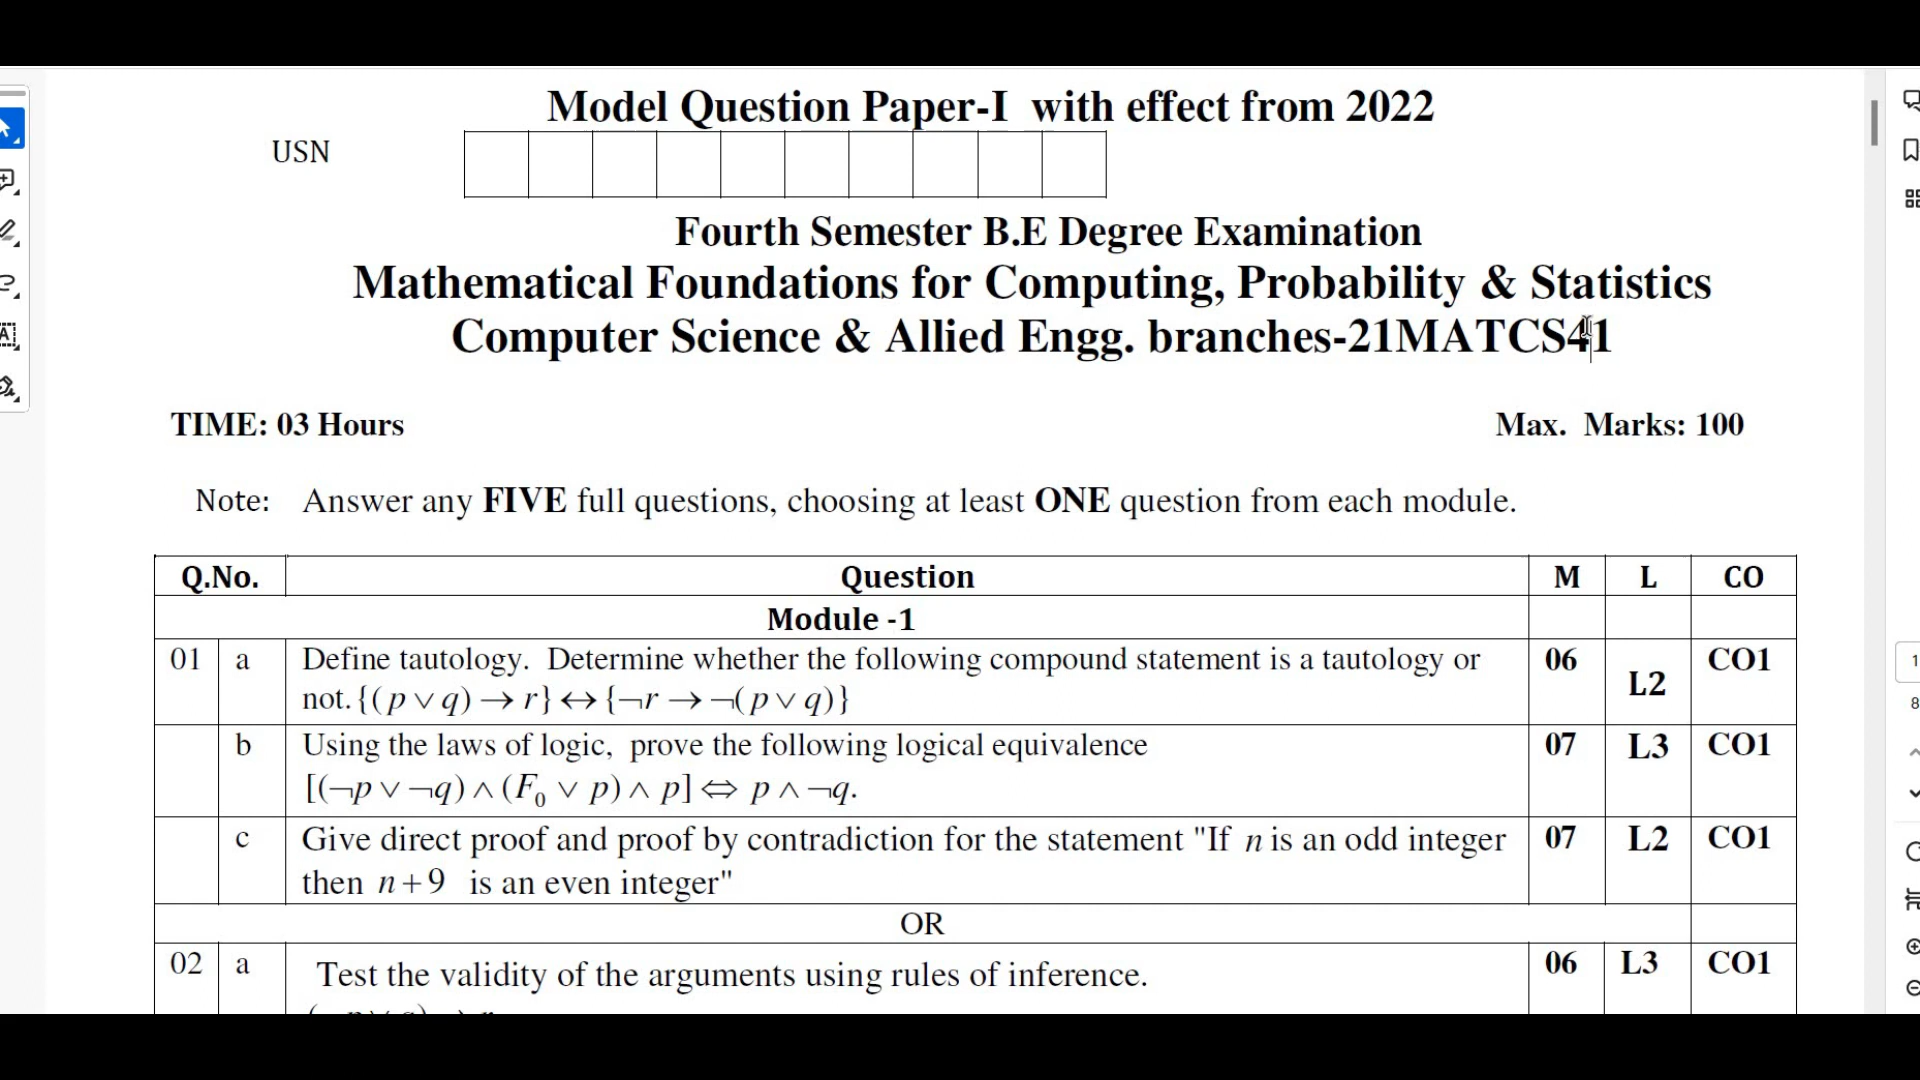 Model Question Paper-I with effect from 2022
USN
Fourth Semester B.E Degree Examination
Mathematical Foundations for Computing, Probability & Statistics
Computer Science & Allied Engg. branches-21MATCS41
TIME: 03 Hours Max. Marks: 100
Note: Answer any FIVE full questions, choosing at least ONE question from each module.
Q.No. Question M L CO
Module -1
01 a Define tautology. Determine whether the following compound statement is a tautology or 06 L2 CO1
not. {(p ∨ q) → r} ↔ {¬r → ¬(p ∨ q)}
b Using the laws of logic, prove the following logical equivalence 07 L3 CO1
[(¬p ∨ ¬q) ∧ (F₀ ∨ p) ∧ p] ⇔ p ∧ ¬q.
c Give direct proof and proof by contradiction for the statement "If n is an odd integer 07 L2 CO1
then n + 9 is an even integer"
OR
02 a Test the validity of the arguments using rules of inference. 06 L3 CO1
1
8